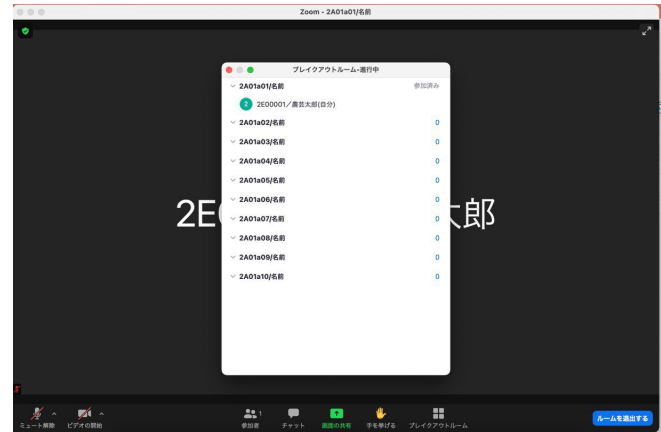 Zoom - 2A01a01/名前
ブレイクアウトルーム-進行中
2A01a01/名前 参加済み
2 2E00001/農芸太郎(自分)
2A01a02/名前 0
2A01a03/名前 0
2A01a04/名前 0
2A01a05/名前 0
2A01a06/名前 0
2A01a07/名前 0
2A01a08/名前 0
2A01a09/名前 0
2A01a10/名前 0
2E 太郎
1
ミュート解除 ビデオの開始 参加者 チャット 画面の共有 手を挙げる ブレイクアウトルーム ルームを退出する